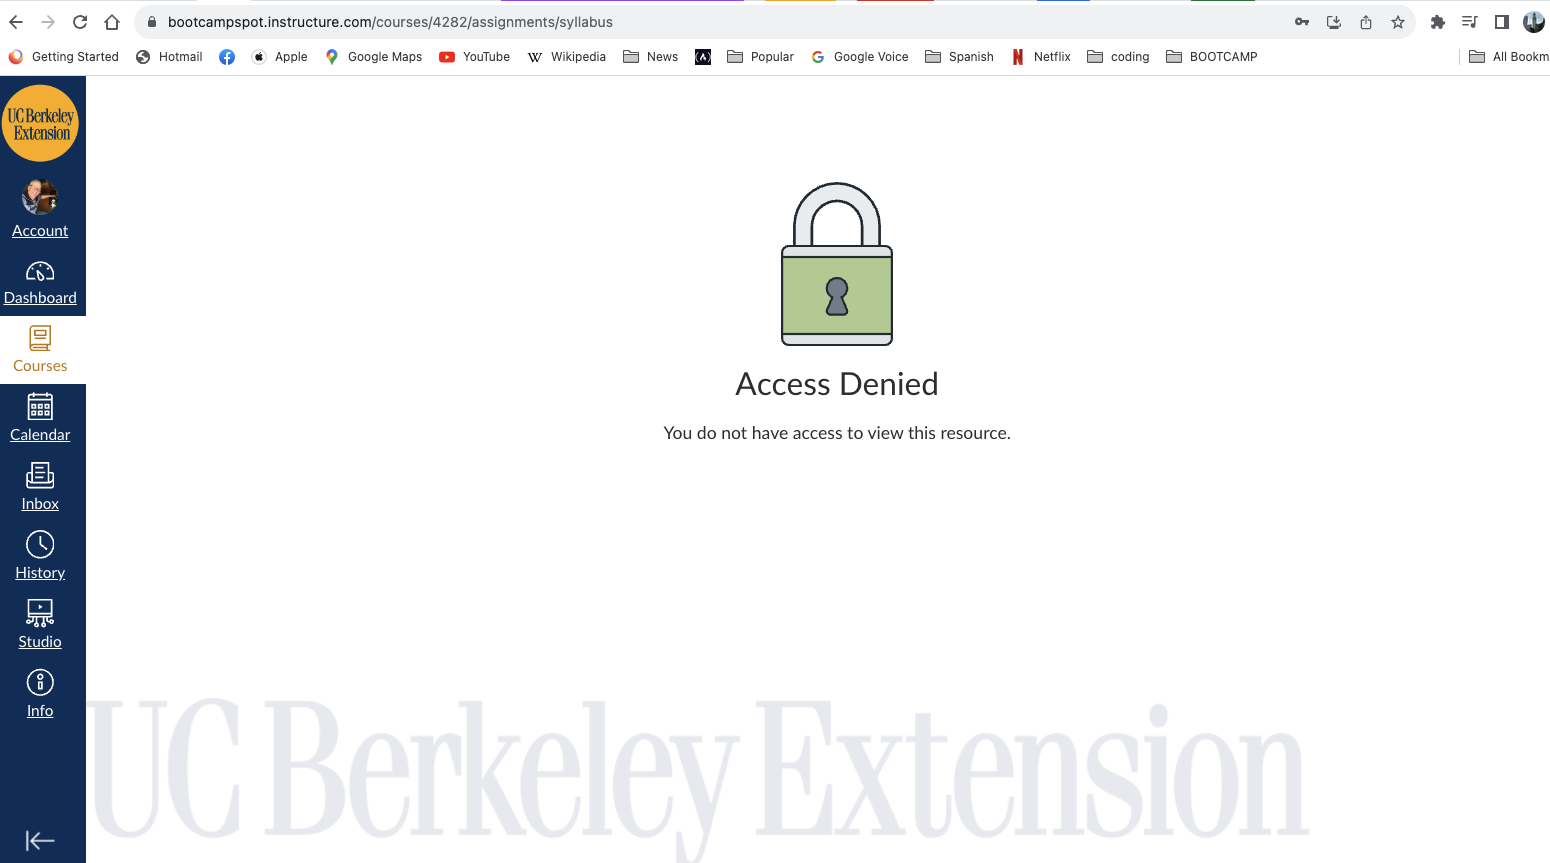 bootcampspot.instructure.com/courses/4282/assignments/syllabus
Getting Started Hotmail Apple Google Maps YouTube W Wikipedia News Popular G Google Voice Spanish N Netflix coding BOOTCAMP All Bookm
UC Berkeley
Extension
Account
Dashboard
Courses
Calendar
Inbox
History
Studio
Info
Access Denied
You do not have access to view this resource.
UC Berkeley Extension